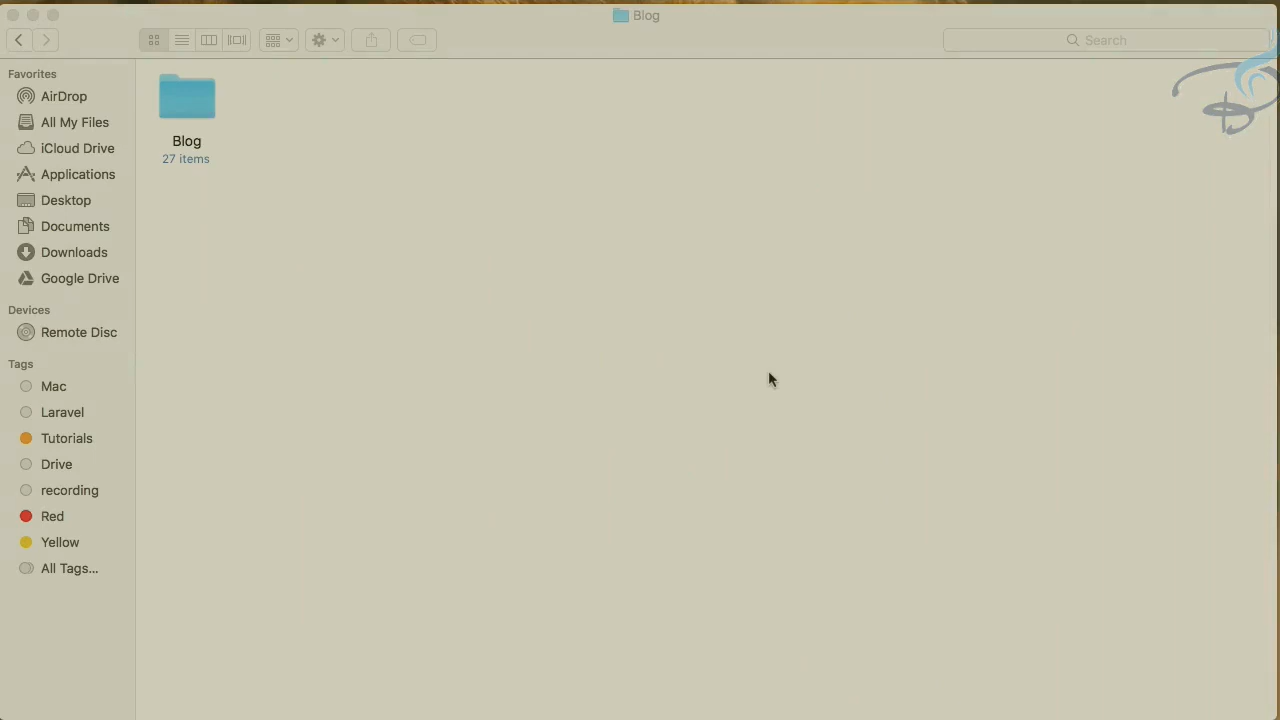 Blog
Search
Favorites
AirDrop
All My Files
iCloud Drive
Applications
Desktop
Documents
Downloads
Google Drive
Devices
Remote Disc
Tags
Mac
Laravel
Tutorials
Drive
recording
Red
Yellow
All Tags...
Blog
27 items